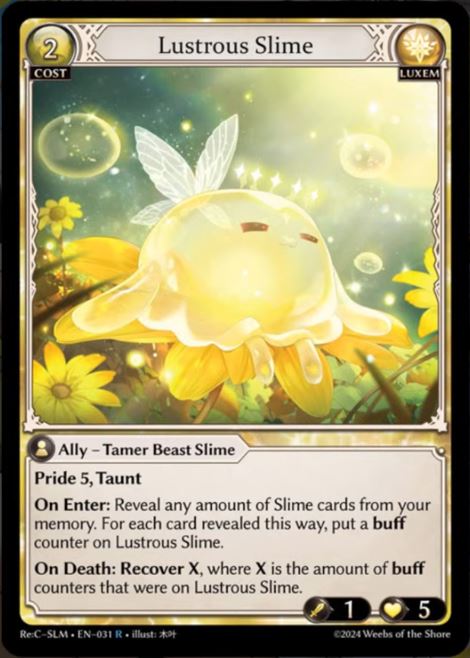 2
Lustrous Slime
COST
LUXEM
Ally – Tamer Beast Slime
Pride 5, Taunt
On Enter: Reveal any amount of Slime cards from your
memory. For each card revealed this way, put a buff
counter on Lustrous Slime.
On Death: Recover X, where X is the amount of buff
counters that were on Lustrous Slime.
1
5
Re:C–SLM • EN–031 R • illust: 木叶
©2024 Weebs of the Shore